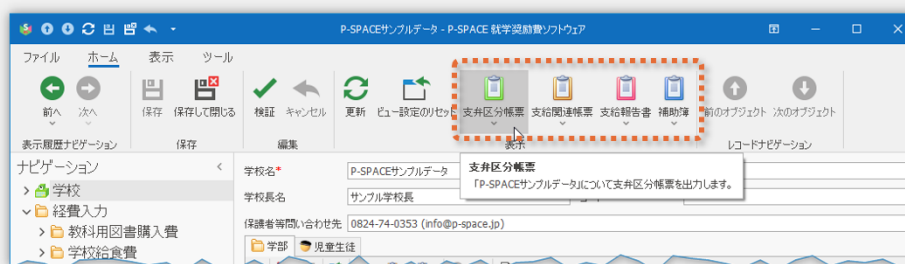 P-SPACEサンプルデータ - P-SPACE 就学奨励費ソフトウェア
ファイル ホーム 表示 ツール
前へ 次へ 保存 保存して閉じる 検証 キャンセル 更新 ビュー設定のリセット 支弁区分帳票 支給関連帳票 支給報告書 補助簿 前のオブジェクト 次のオブジェクト
表示履歴ナビゲーション 保存 編集 表示 レコードナビゲーション
ナビゲーション
学校
経費入力
教科用図書購入費
学校給食費
学校名* P-SPACEサンプルデータ
学校長名 サンプル学校長
保護者等問い合わせ先 0824-74-0353 (info@p-space.jp)
学部 児童生徒
支弁区分帳票
「P-SPACEサンプルデータ」について支弁区分帳票を出力します。